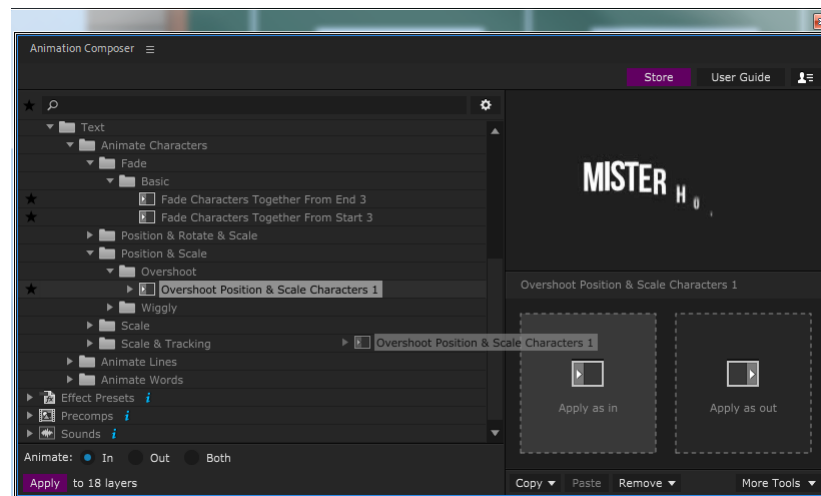 Animation Composer
Store
User Guide
Text
Animate Characters
Fade
Basic
Fade Characters Together From End 3
Fade Characters Together From Start 3
Position & Rotate & Scale
Position & Scale
Overshoot
Overshoot Position & Scale Characters 1
Wiggly
Scale
Scale & Tracking
Overshoot Position & Scale Characters 1
Animate Lines
Animate Words
Effect Presets i
Precomps i
Sounds i
Animate: In Out Both
Apply to 18 layers
MISTER HO
Overshoot Position & Scale Characters 1
Apply as in
Apply as out
Copy Paste Remove More Tools